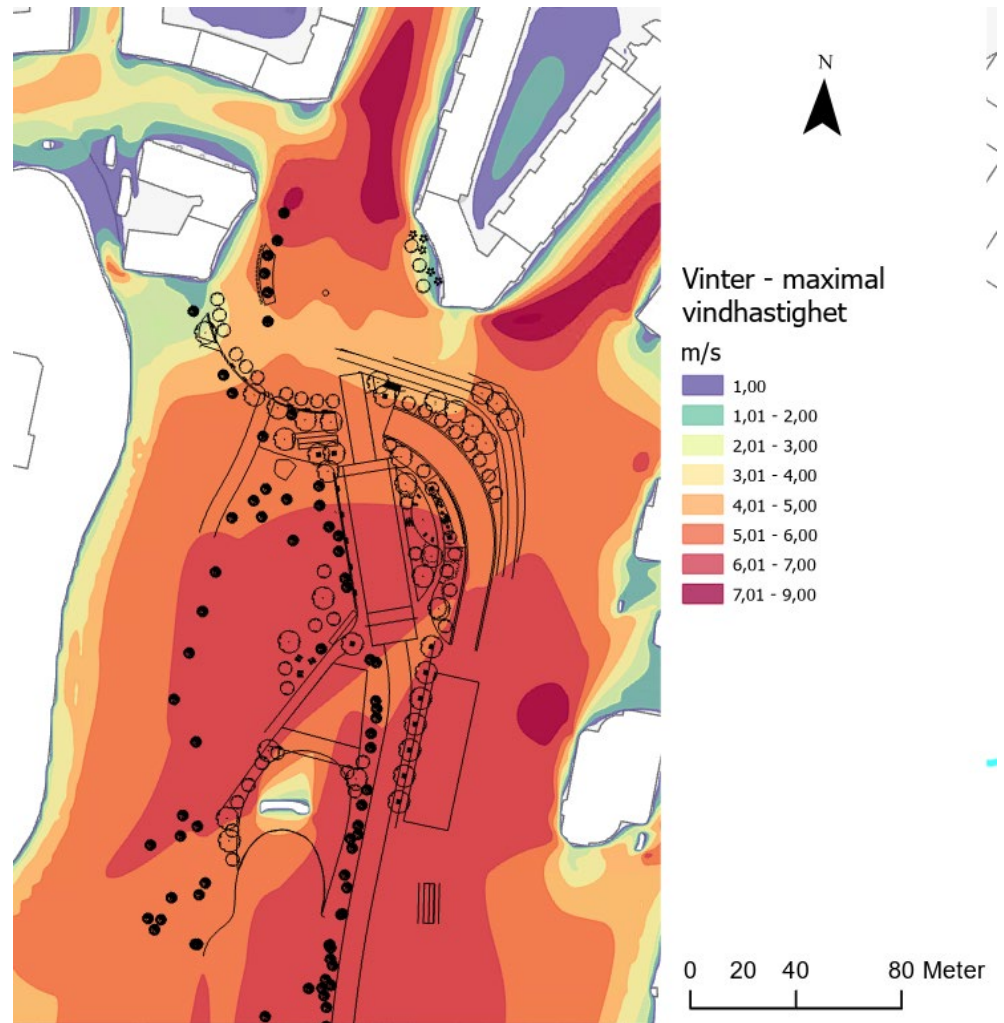 N
Vinter - maximal
vindhastighet
m/s
1,00
1,01 - 2,00
2,01 - 3,00
3,01 - 4,00
4,01 - 5,00
5,01 - 6,00
6,01 - 7,00
7,01 - 9,00
0 20 40 80 Meter